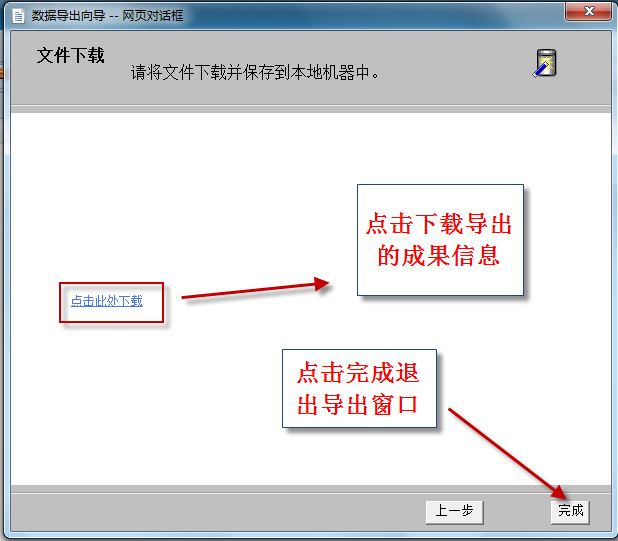 数据导出向导 -- 网页对话框
文件下载
请将文件下载并保存到本地机器中。
点击下载导出
的成果信息
点击此处下载
点击完成退
出导出窗口
上一步
完成